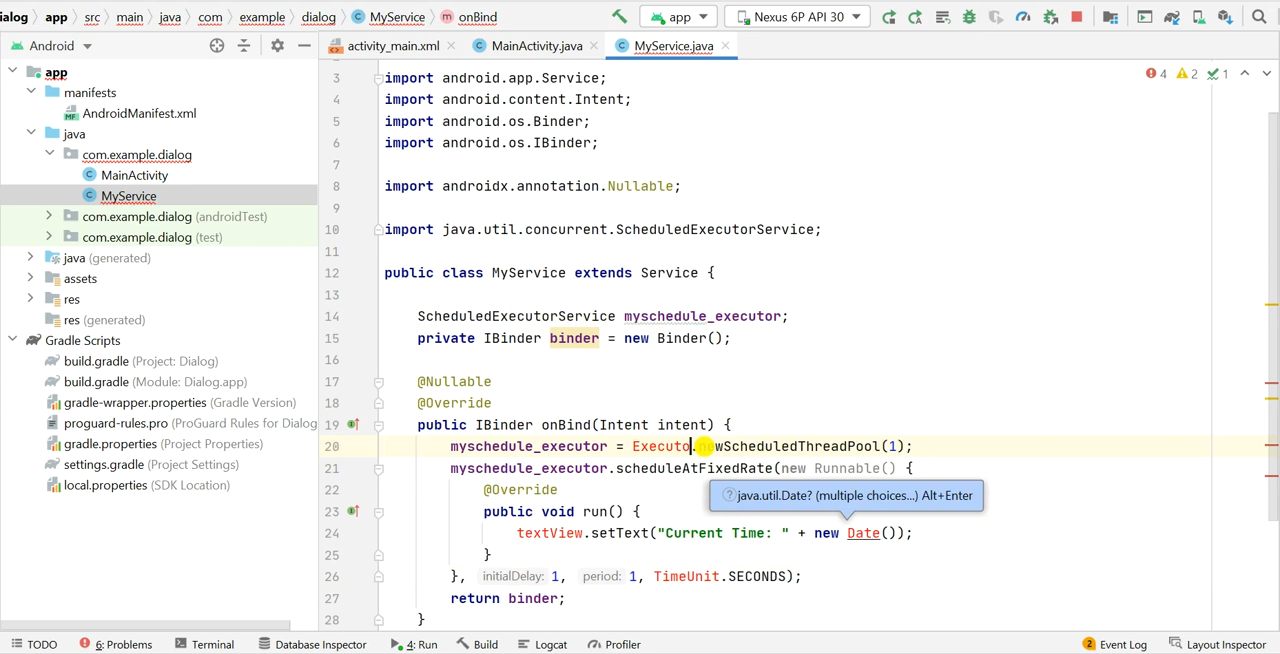 ialog
app
src
main
java
com
example
dialog
MyService
onBind
app
Nexus 6P API 30
Android
activity_main.xml
MainActivity.java
MyService.java
app
manifests
AndroidManifest.xml
java
com.example.dialog
MainActivity
MyService
com.example.dialog (androidTest)
com.example.dialog (test)
java (generated)
assets
res
res (generated)
Gradle Scripts
build.gradle (Project: Dialog)
build.gradle (Module: Dialog.app)
gradle-wrapper.properties (Gradle Version)
proguard-rules.pro (ProGuard Rules for Dialog
gradle.properties (Project Settings)
settings.gradle (Project Settings)
local.properties (SDK Location)
4 2 1
3 import android.app.Service;
4 import android.content.Intent;
5 import android.os.Binder;
6 import android.os.IBinder;
7
8 import androidx.annotation.Nullable;
9
10 import java.util.concurrent.ScheduledExecutorService;
11
12 public class MyService extends Service {
13
14 ScheduledExecutorService myschedule_executor;
15 private IBinder binder = new Binder();
16
17 @Nullable
18 @Override
19 public IBinder onBind(Intent intent) {
20 myschedule_executor = Executo.newScheduledThreadPool(1);
21 myschedule_executor.scheduleAtFixedRate(new Runnable() {
22 @Override
java.util.Date? (multiple choices...) Alt+Enter
23 public void run() {
24 textView.setText("Current Time: " + new Date());
25 }
26 }, initialDelay: 1, period: 1, TimeUnit.SECONDS);
27 return binder;
28 }
TODO
6: Problems
Terminal
Database Inspector
4: Run
Build
Logcat
Profiler
2 Event Log
Layout Inspector